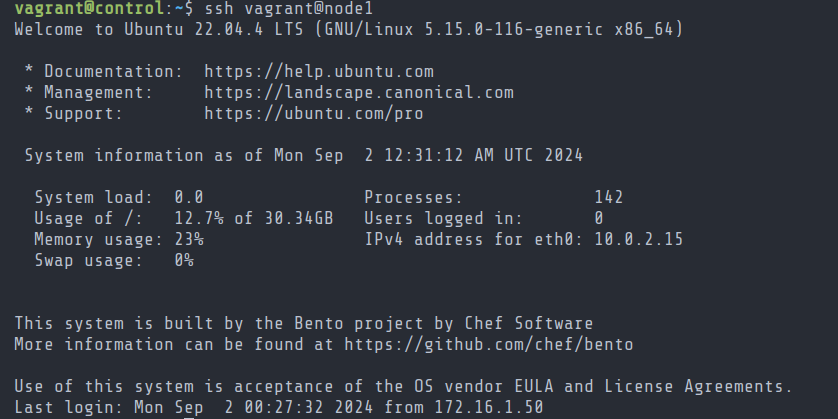 vagrant@control:~$ ssh vagrant@node1
Welcome to Ubuntu 22.04.4 LTS (GNU/Linux 5.15.0-116-generic x86_64)
* Documentation:  https://help.ubuntu.com
* Management:     https://landscape.canonical.com
* Support:        https://ubuntu.com/pro
System information as of Mon Sep  2 12:31:12 AM UTC 2024
System load:  0.0                Processes:             142
Usage of /:   12.7% of 30.34GB   Users logged in:       0
Memory usage: 23%                IPv4 address for eth0: 10.0.2.15
Swap usage:   0%
This system is built by the Bento project by Chef Software
More information can be found at https://github.com/chef/bento
Use of this system is acceptance of the OS vendor EULA and License Agreements.
Last login: Mon Sep  2 00:27:32 2024 from 172.16.1.50